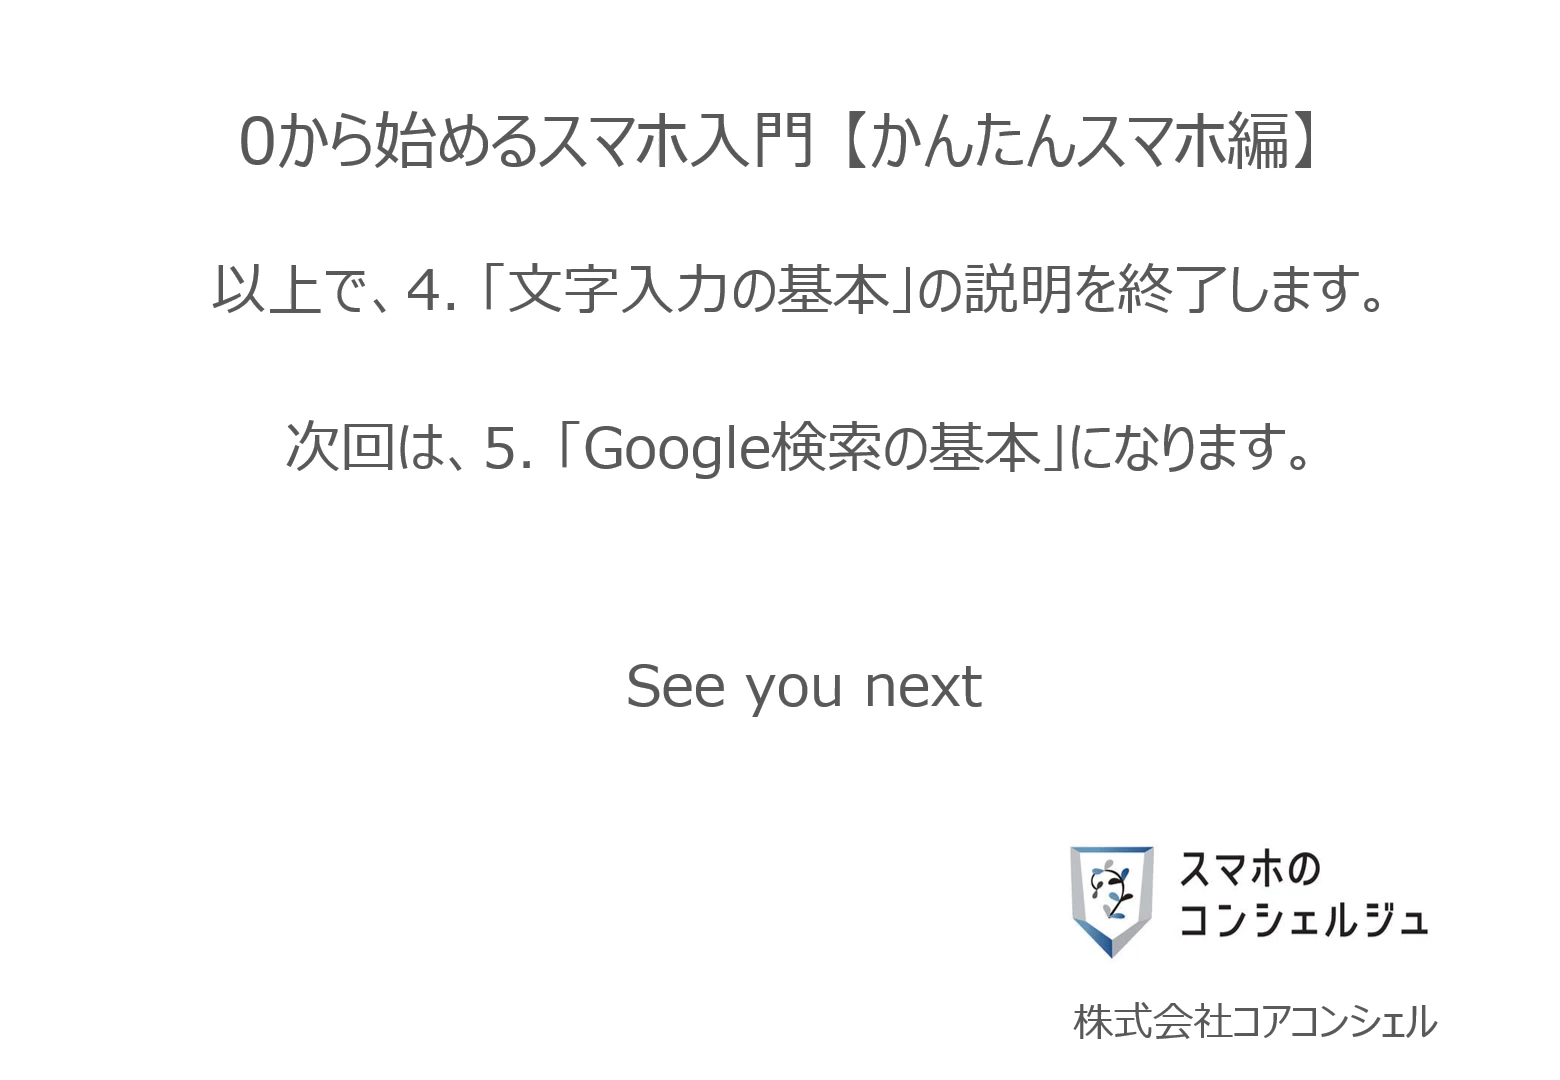 0から始めるスマホ入門【かんたんスマホ編】
以上で、4.「文字入力の基本」の説明を終了します。
次回は、5.「Google検索の基本」になります。
See you next
スマホの
コンシェルジュ
株式会社コアコンシェル